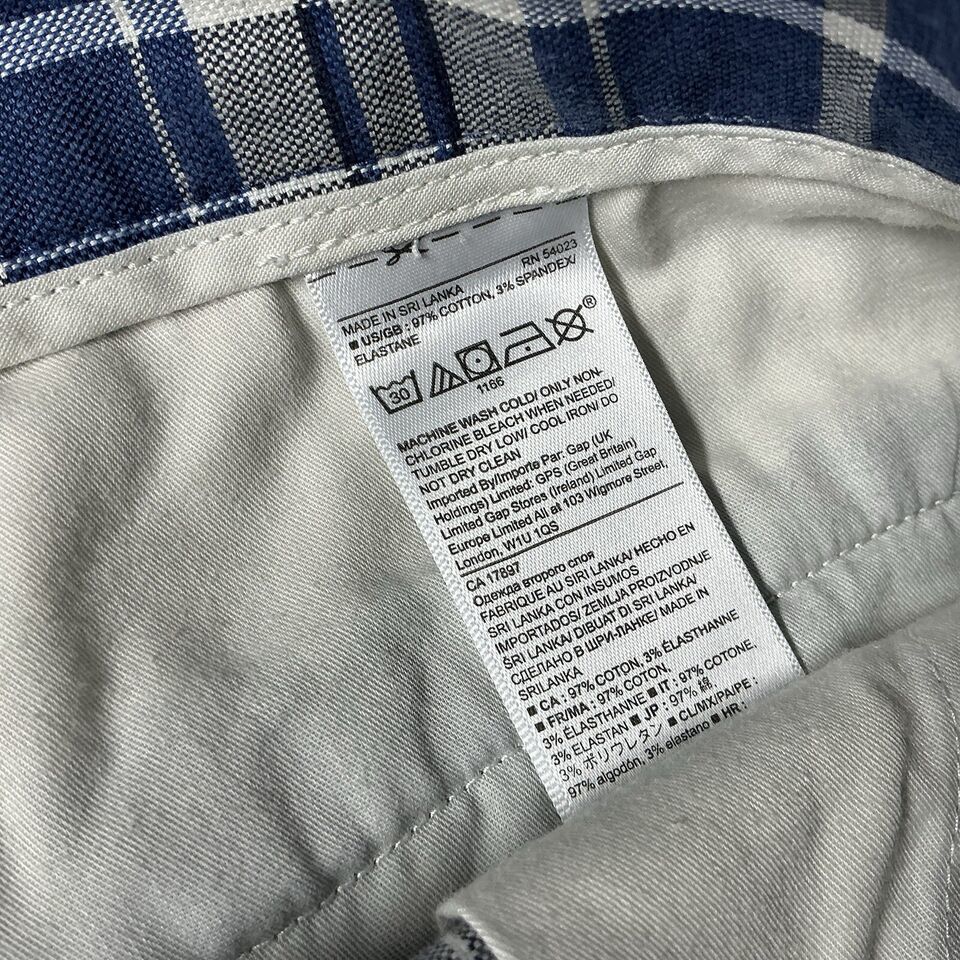 RN 54023
MADE IN SRI LANKA
■ US/GB : 97% COTTON, 3% SPANDEX/
ELASTANE
30
®
1166
MACHINE WASH COLD/ ONLY NON-
CHLORINE BLEACH WHEN NEEDED/
TUMBLE DRY LOW/ COOL IRON/ DO
NOT DRY CLEAN
Imported By/Importe Par: Gap (UK
Holdings) Limited: GPS (Great Britain)
Limited Gap Stores (Ireland) Limited Gap
Europe Limited All at 103 Wigmore Street,
London, W1U 1QS
CA 17897
Одежда второго слоя
FABRIQUE AU SRI LANKA/ HECHO EN
SRI LANKA CON INSUMOS
IMPORTADOS/ ZEMLJA PROIZVODNJE
ŠRI LANKA/ DIBUAT DI SRI LANKA/
СДЕЛАНО В ШРИ-ЛАНКЕ/ MADE IN
SRILANKA
■ CA : 97% COTON, 3% ÉLASTHANNE
■ FR/MA : 97% COTON,
3% ÉLASTHANNE ■ IT : 97% COTONE,
3% ELASTAN ■ JP : 97% 綿
3% ポリウレタン ■ CL/MX/PA/PE :
97% algodón, 3% elastano ■ HR :